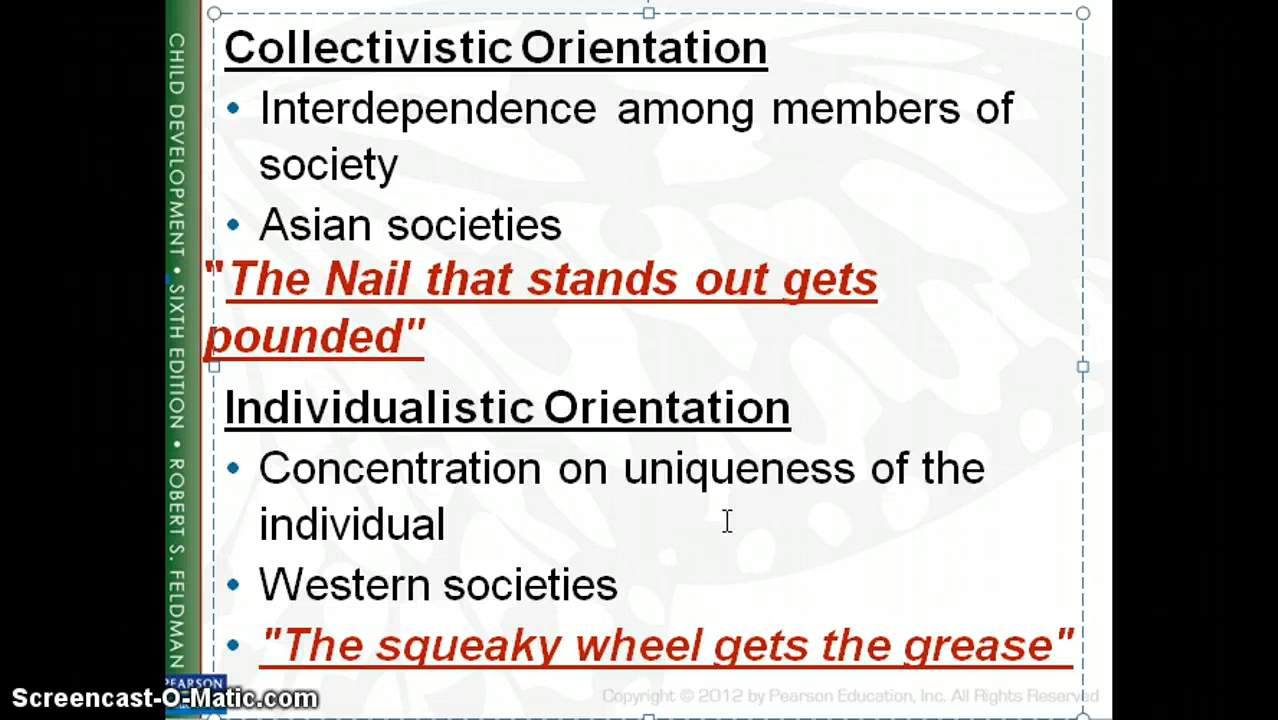 Collectivistic Orientation
• Interdependence among members of
society
• Asian societies
"The Nail that stands out gets
pounded"
Individualistic Orientation
• Concentration on uniqueness of the
individual
• Western societies
• "The squeaky wheel gets the grease"
CHILD DEVELOPMENT • SIXTH EDITION • ROBERT S. FELDMAN
PEARSON
Screencast-O-Matic.com
Copyright © 2012 by Pearson Education, Inc. All Rights Reserved